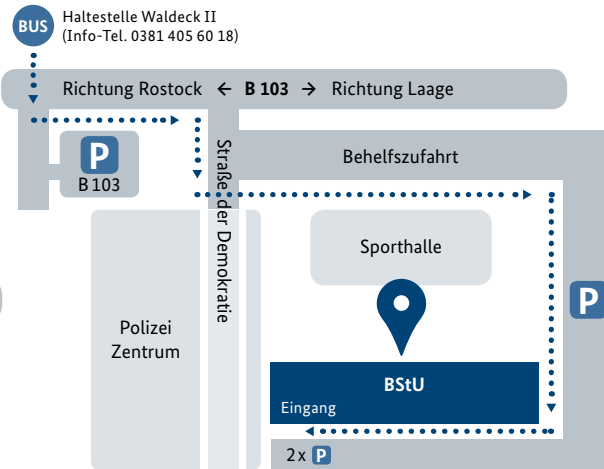 BUS
Haltestelle Waldeck II
(Info-Tel. 0381 405 60 18)
Richtung Rostock ← B 103 → Richtung Laage
P
B 103
Straße der Demokratie
Behelfszufahrt
Sporthalle
P
Polizei
Zentrum
BStU
Eingang
2 x P